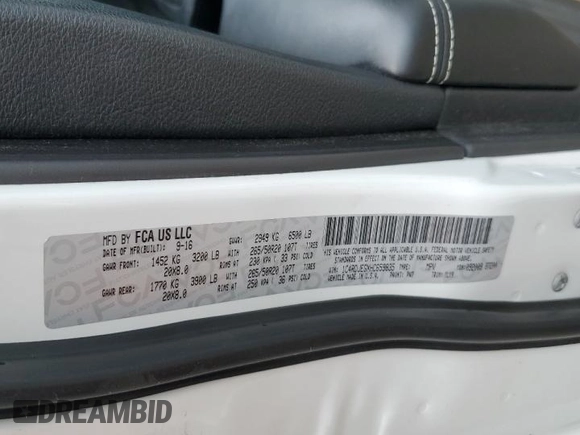 MFD BY FCA US LLC
DATE OF MFR(BUILT): 9-16 GVWR: 2949 KG 6500 LB
GAWR FRONT: 1452 KG 3200 LB WITH 265/50R20 107T TIRES
20X8.0 RIMS AT 230 KPA ( 33 PSI) COLD
GAWR REAR: 1770 KG 3900 LB WITH 265/50R20 107T TIRES
20X8.0 RIMS AT 250 KPA ( 36 PSI) COLD
THIS VEHICLE CONFORMS TO ALL APPLICABLE U.S.A. FEDERAL MOTOR VEHICLE SAFETY
STANDARDS IN EFFECT ON THE DATE OF MANUFACTURE SHOWN ABOVE.
TYPE: MPV
MADE IN U.S.A. PAINT: PW7 TRIM:
DREAMBID